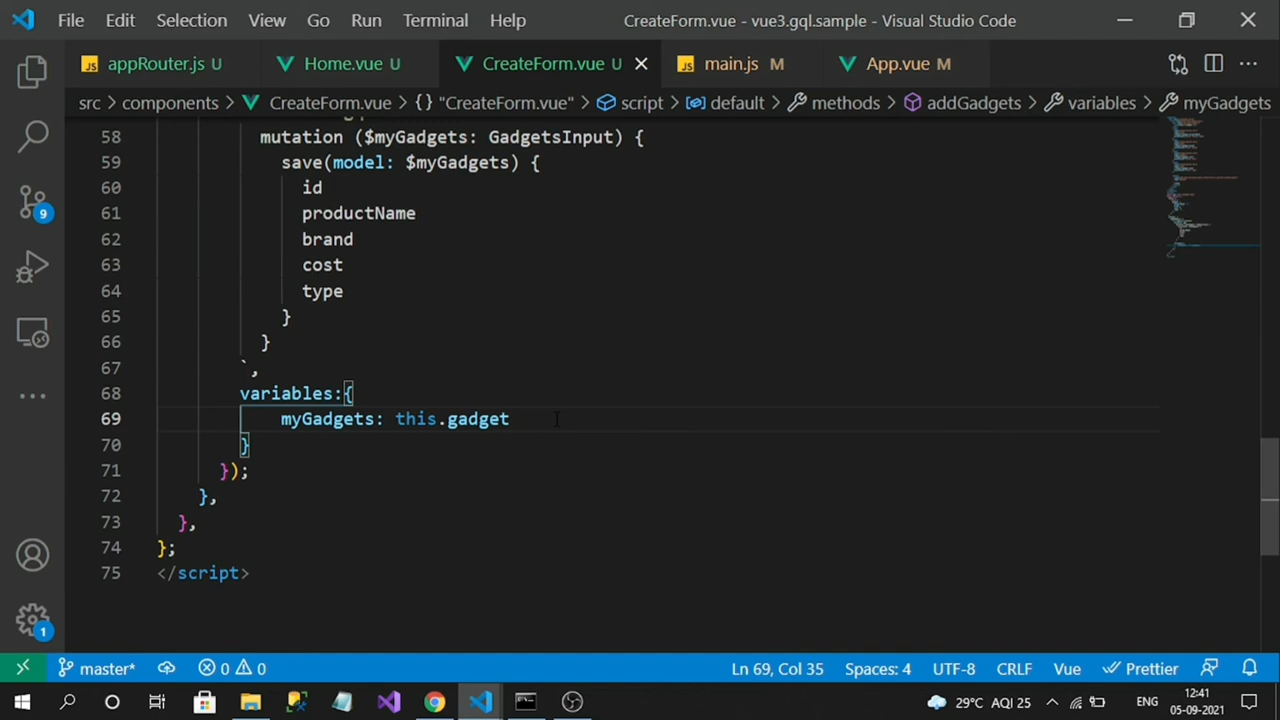 File Edit Selection View Go Run Terminal Help CreateForm.vue - vue3.gql.sample - Visual Studio Code
JS appRouter.js U Home.vue U CreateForm.vue U JS main.js M App.vue M
src > components > CreateForm.vue > {} "CreateForm.vue" > script > default > methods > addGadgets > variables > myGadgets
58 mutation ($myGadgets: GadgetsInput) {
59 save(model: $myGadgets) {
60 id
61 productName
62 brand
63 cost
64 type
65 }
66 }
67 `,
68 variables:{
69 myGadgets: this.gadget
70 }
71 });
72 },
73 },
74 };
75 </script>
9
1
master* 0 0 Ln 69, Col 35 Spaces: 4 UTF-8 CRLF Vue Prettier
29°C AQI 25 ENG 12:41
05-09-2021